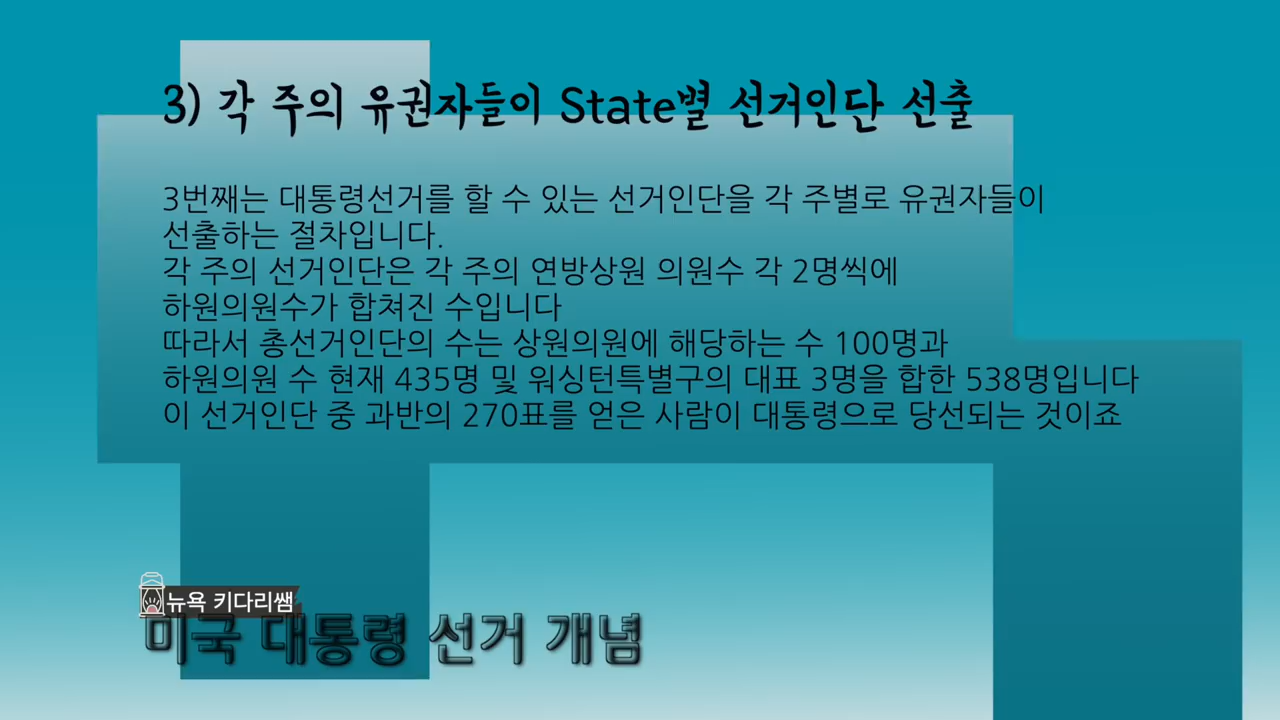 3) 각 주의 유권자들이 State별 선거인단 선출
3번째는 대통령선거를 할 수 있는 선거인단을 각 주별로 유권자들이
선출하는 절차입니다.
각 주의 선거인단은 각 주의 연방상원 의원수 각 2명씩에
하원의원수가 합쳐진 수입니다
따라서 총선거인단의 수는 상원의원에 해당하는 수 100명과
하원의원 수 현재 435명 및 워싱턴특별구의 대표 3명을 합한 538명입니다
이 선거인단 중 과반의 270표를 얻은 사람이 대통령으로 당선되는 것이죠
뉴욕 키다리쌤
미국 대통령 선거 개념